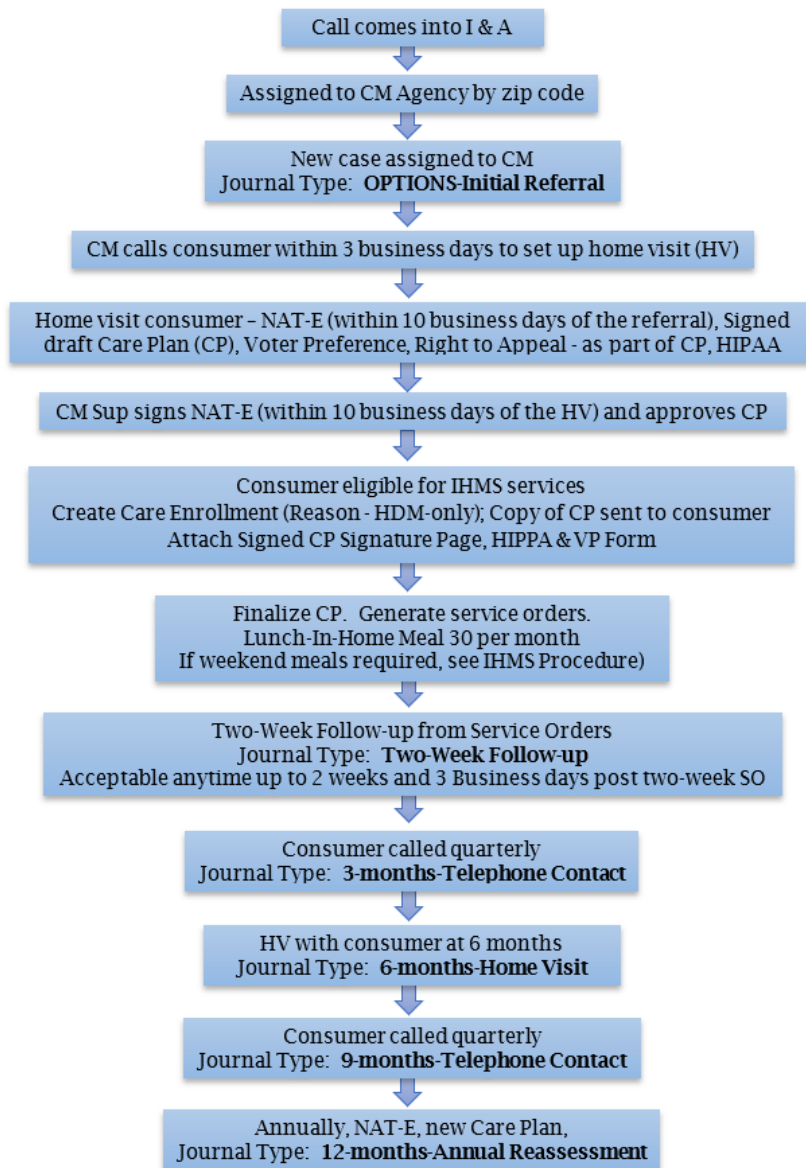 Call comes into I & A
Assigned to CM Agency by zip code
New case assigned to CM
Journal Type: OPTIONS-Initial Referral
CM calls consumer within 3 business days to set up home visit (HV)
Home visit consumer – NAT-E (within 10 business days of the referral), Signed
draft Care Plan (CP), Voter Preference, Right to Appeal - as part of CP, HIPAA
CM Sup signs NAT-E (within 10 business days of the HV) and approves CP
Consumer eligible for IHMS services
Create Care Enrollment (Reason - HDM-only); Copy of CP sent to consumer
Attach Signed CP Signature Page, HIPPA & VP Form
Finalize CP. Generate service orders.
Lunch-In-Home Meal 30 per month
If weekend meals required, see IHMS Procedure)
Two-Week Follow-up from Service Orders
Journal Type: Two-Week Follow-up
Acceptable anytime up to 2 weeks and 3 Business days post two-week SO
Consumer called quarterly
Journal Type: 3-months-Telephone Contact
HV with consumer at 6 months
Journal Type: 6-months-Home Visit
Consumer called quarterly
Journal Type: 9-months-Telephone Contact
Annually, NAT-E, new Care Plan,
Journal Type: 12-months-Annual Reassessment